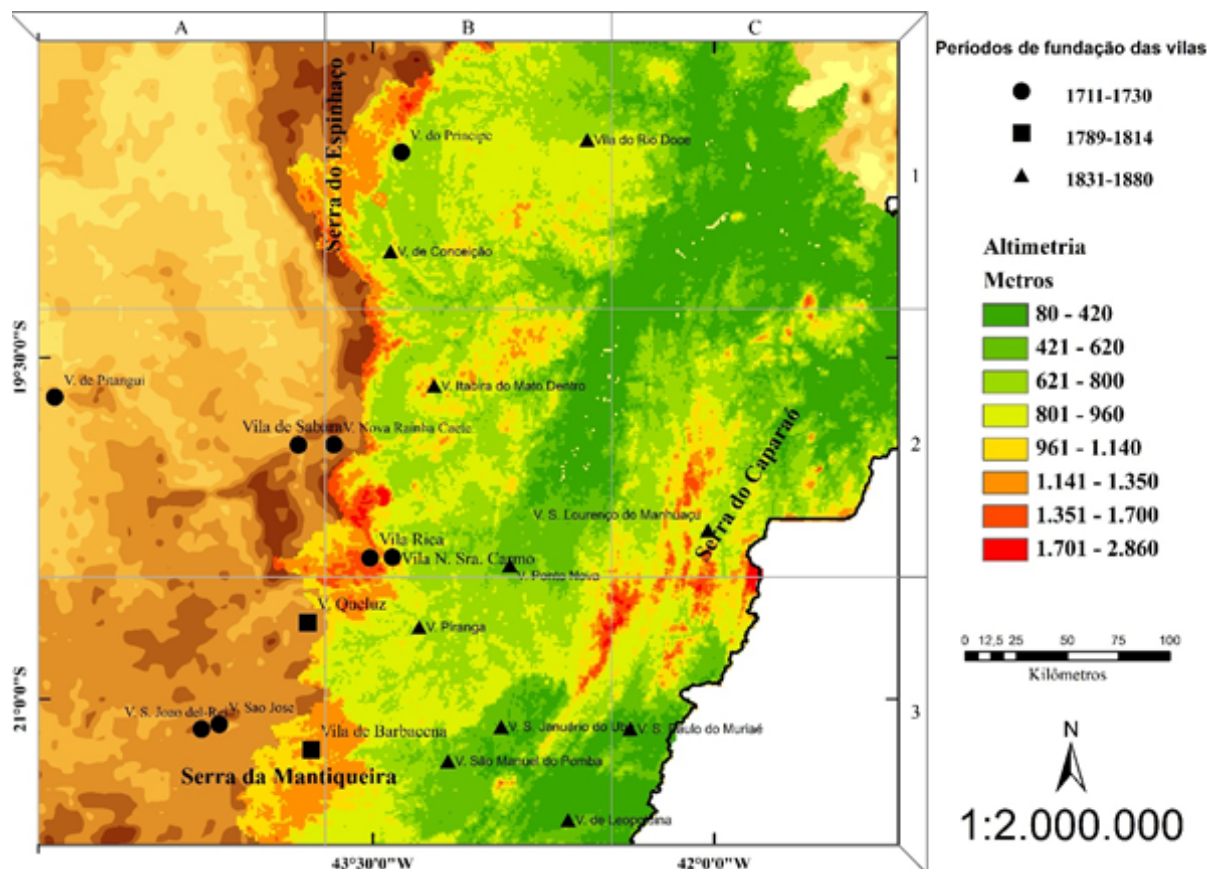 A
B
C
Períodos de fundação das vilas
1711-1730
1789-1814
1831-1880
Altimetria
Metros
80 - 420
421 - 620
621 - 800
801 - 960
961 - 1.140
1.141 - 1.350
1.351 - 1.700
1.701 - 2.860
0 12,5 25 50 75 100
Kilômetros
N
1:2.000.000
1
2
3
19°30'0"S
21°0'0"S
43°30'0"W
42°0'0"W
Serra do Espinhaço
V. do Príncipe
Vila do Rio Doce
V. de Conceição
V. de Pitangui
V. Itabira do Mato Dentro
Vila de Sabará
V. Nova Rainha Caete
Serra do Caparaó
V. S. Lourenço do Manhuaçu
Vila Rica
Vila N. Sra. Carmo
V. Ponte Nova
V. Queluz
V. Piranga
V. S. Joao del-Rei
V. Sao Jose
Vila de Barbacena
V. S. Januário do Ubá
V. S. Paulo do Muriaé
V. São Manuel do Pomba
Serra da Mantiqueira
V. de Leopoldina